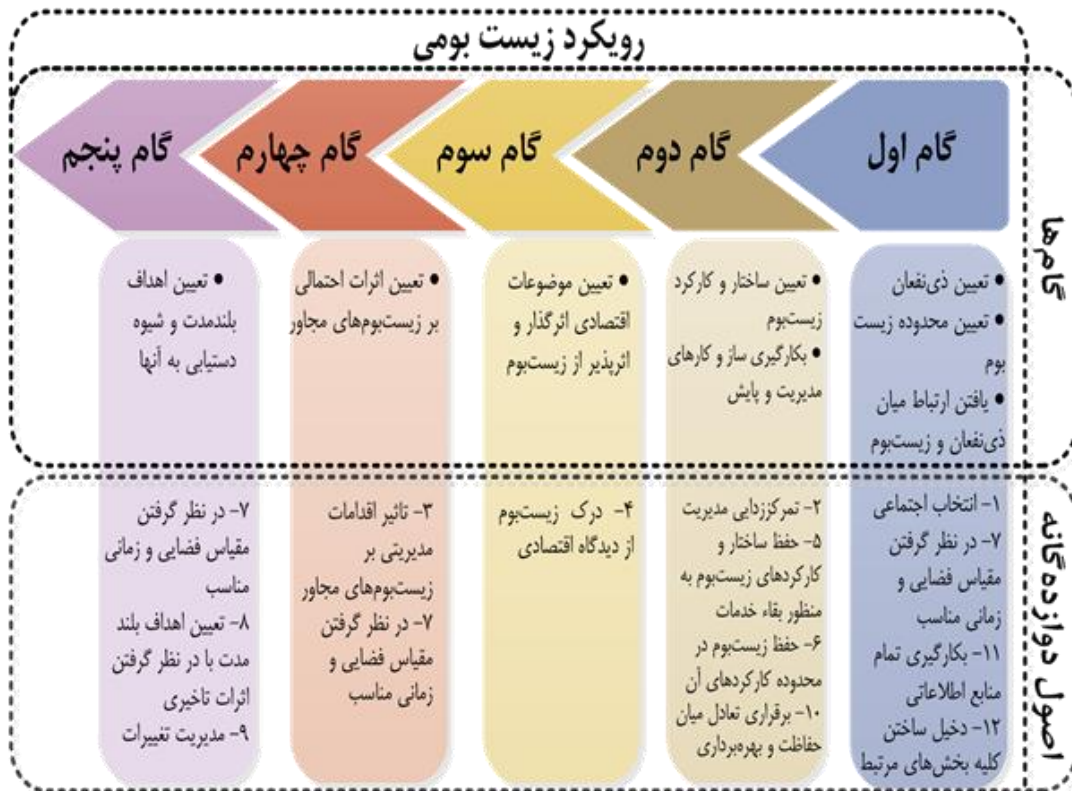 رویکرد زیست بومی
گام‌ها
گام اول
گام دوم
گام سوم
گام چهارم
گام پنجم
• تعیین ذی‌نفعان
• تعیین محدوده زیست
بوم
• یافتن ارتباط میان
ذی‌نفعان و زیست‌بوم
• تعیین ساختار و کارکرد
زیست‌بوم
• بکارگیری ساز و کارهای
مدیریت و پایش
• تعیین موضوعات
اقتصادی اثرگذار و
اثرپذیر از زیست‌بوم
• تعیین اثرات احتمالی
بر زیست‌بوم‌های مجاور
• تعیین اهداف
بلندمدت و شیوه
دستیابی به آنها
اصول دوازده‌گانه
۱- انتخاب اجتماعی
۷- در نظر گرفتن
مقیاس فضایی و
زمانی مناسب
۱۱- بکارگیری تمام
منابع اطلاعاتی
۱۲- دخیل ساختن
کلیه بخش‌های مرتبط
۲- تمرکززدایی مدیریت
۵- حفظ ساختار و
کارکردهای زیست‌بوم به
منظور بقاء خدمات
۶- حفظ زیست‌بوم در
محدوده کارکردهای آن
۱۰- برقراری تعادل میان
حفاظت و بهره‌برداری
۴- درک زیست‌بوم
از دیدگاه اقتصادی
۳- تاثیر اقدامات
مدیریتی بر
زیست‌بوم‌های مجاور
۷- در نظر گرفتن
مقیاس فضایی و
زمانی مناسب
۷- در نظر گرفتن
مقیاس فضایی و زمانی
مناسب
۸- تعیین اهداف بلند
مدت با در نظر گرفتن
اثرات تاخیری
۹- مدیریت تغییرات